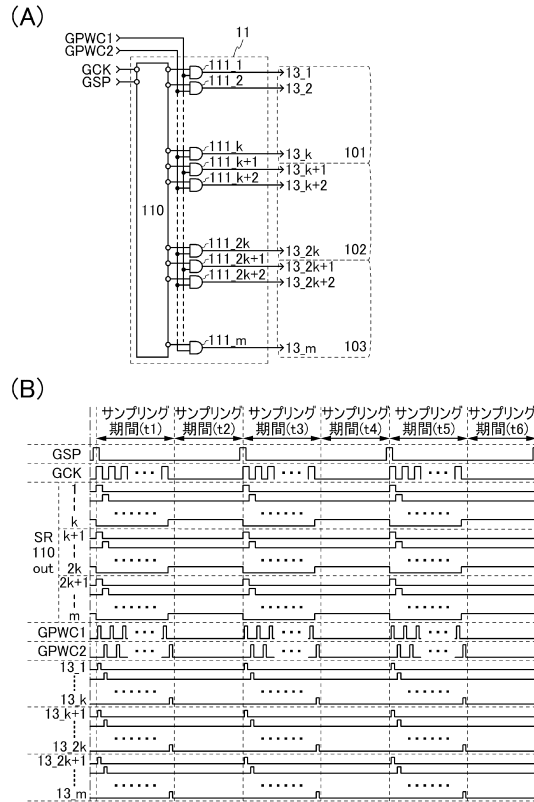 (A)
GPWC1
GPWC2
GCK
GSP
11
110
111_1
13_1
111_2
13_2
111_k
13_k
101
111_k+1
13_k+1
111_k+2
13_k+2
111_2k
13_2k
102
111_2k+1
13_2k+1
111_2k+2
13_2k+2
111_m
13_m
103
(B)
サンプリング 期間(t1)
サンプリング 期間(t2)
サンプリング 期間(t3)
サンプリング 期間(t4)
サンプリング 期間(t5)
サンプリング 期間(t6)
GSP
GCK
SR
110
out
1
k
k+1
2k
2k+1
m
GPWC1
GPWC2
13_1
13_k
13_k+1
13_2k
13_2k+1
13_m